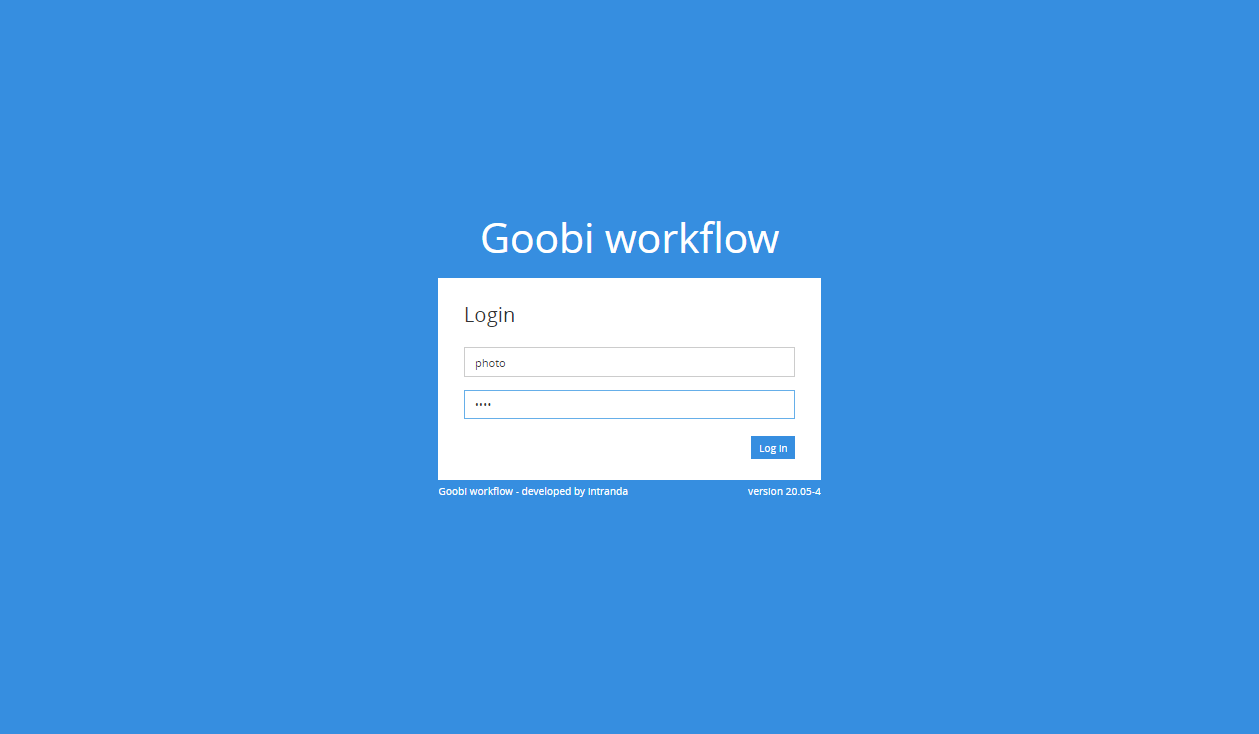 Goobi workflow
Login
photo
••••
Log in
Goobi workflow - developed by intranda
version 20.05-4